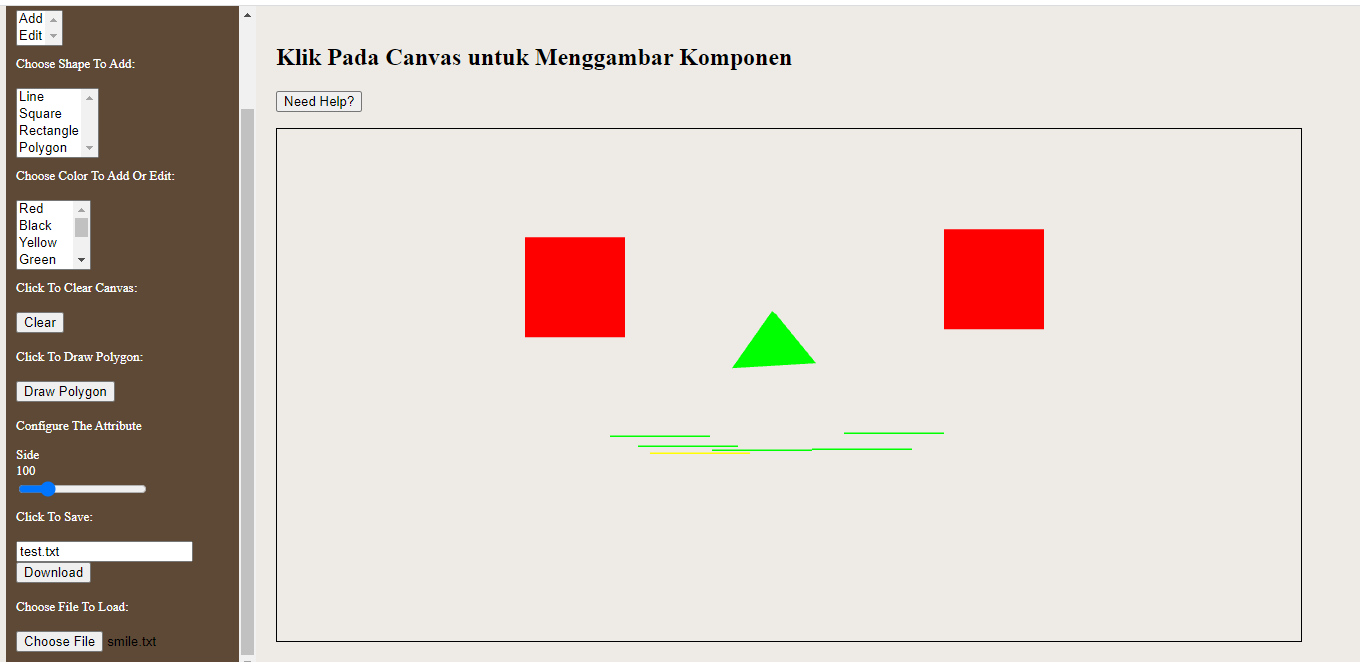 Add
Edit
Choose Shape To Add:
Line
Square
Rectangle
Polygon
Choose Color To Add Or Edit:
Red
Black
Yellow
Green
Click To Clear Canvas:
Clear
Click To Draw Polygon:
Draw Polygon
Configure The Attribute
Side
100
Click To Save:
test.txt
Download
Choose File To Load:
Choose File smile.txt
Klik Pada Canvas untuk Menggambar Komponen
Need Help?